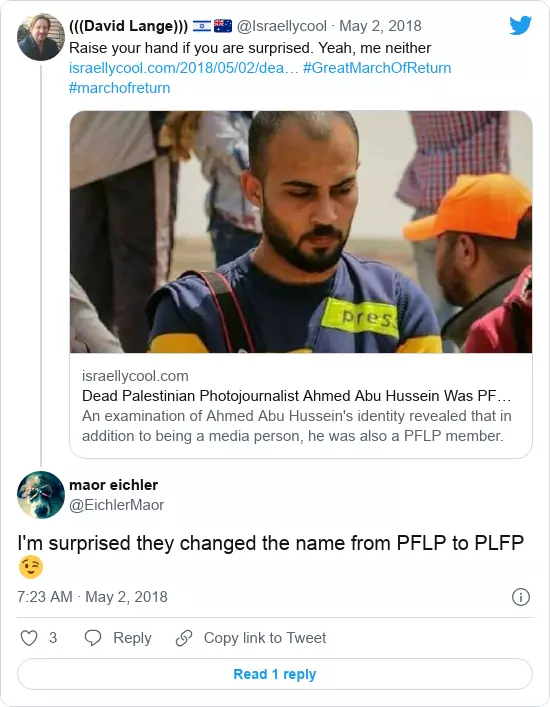 (((David Lange))) 🇮🇱 🇦🇺 @Israellycool · May 2, 2018
Raise your hand if you are surprised. Yeah, me neither
israellycool.com/2018/05/02/dea… #GreatMarchOfReturn
#marchofreturn
press
israellycool.com
Dead Palestinian Photojournalist Ahmed Abu Hussein Was PF...
An examination of Ahmed Abu Hussein's identity revealed that in
addition to being a media person, he was also a PFLP member.
maor eichler
@EichlerMaor
I'm surprised they changed the name from PFLP to PLFP
😉
7:23 AM · May 2, 2018
3 Reply Copy link to Tweet
Read 1 reply